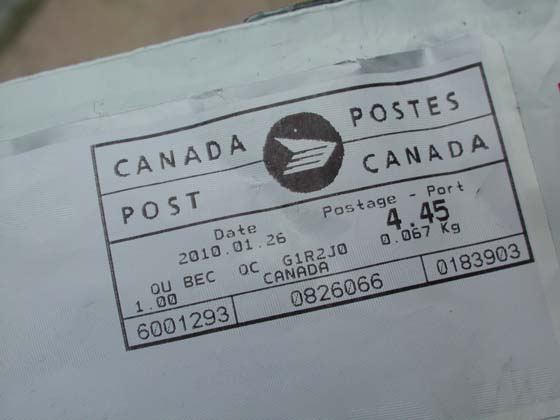 CANADA POSTES
POST CANADA
Date Postage - Port
2010.01.26 4.45
0.067 Kg
QU BEC QC G1R2J0
1.00 CANADA
6001293 0826066 0183903